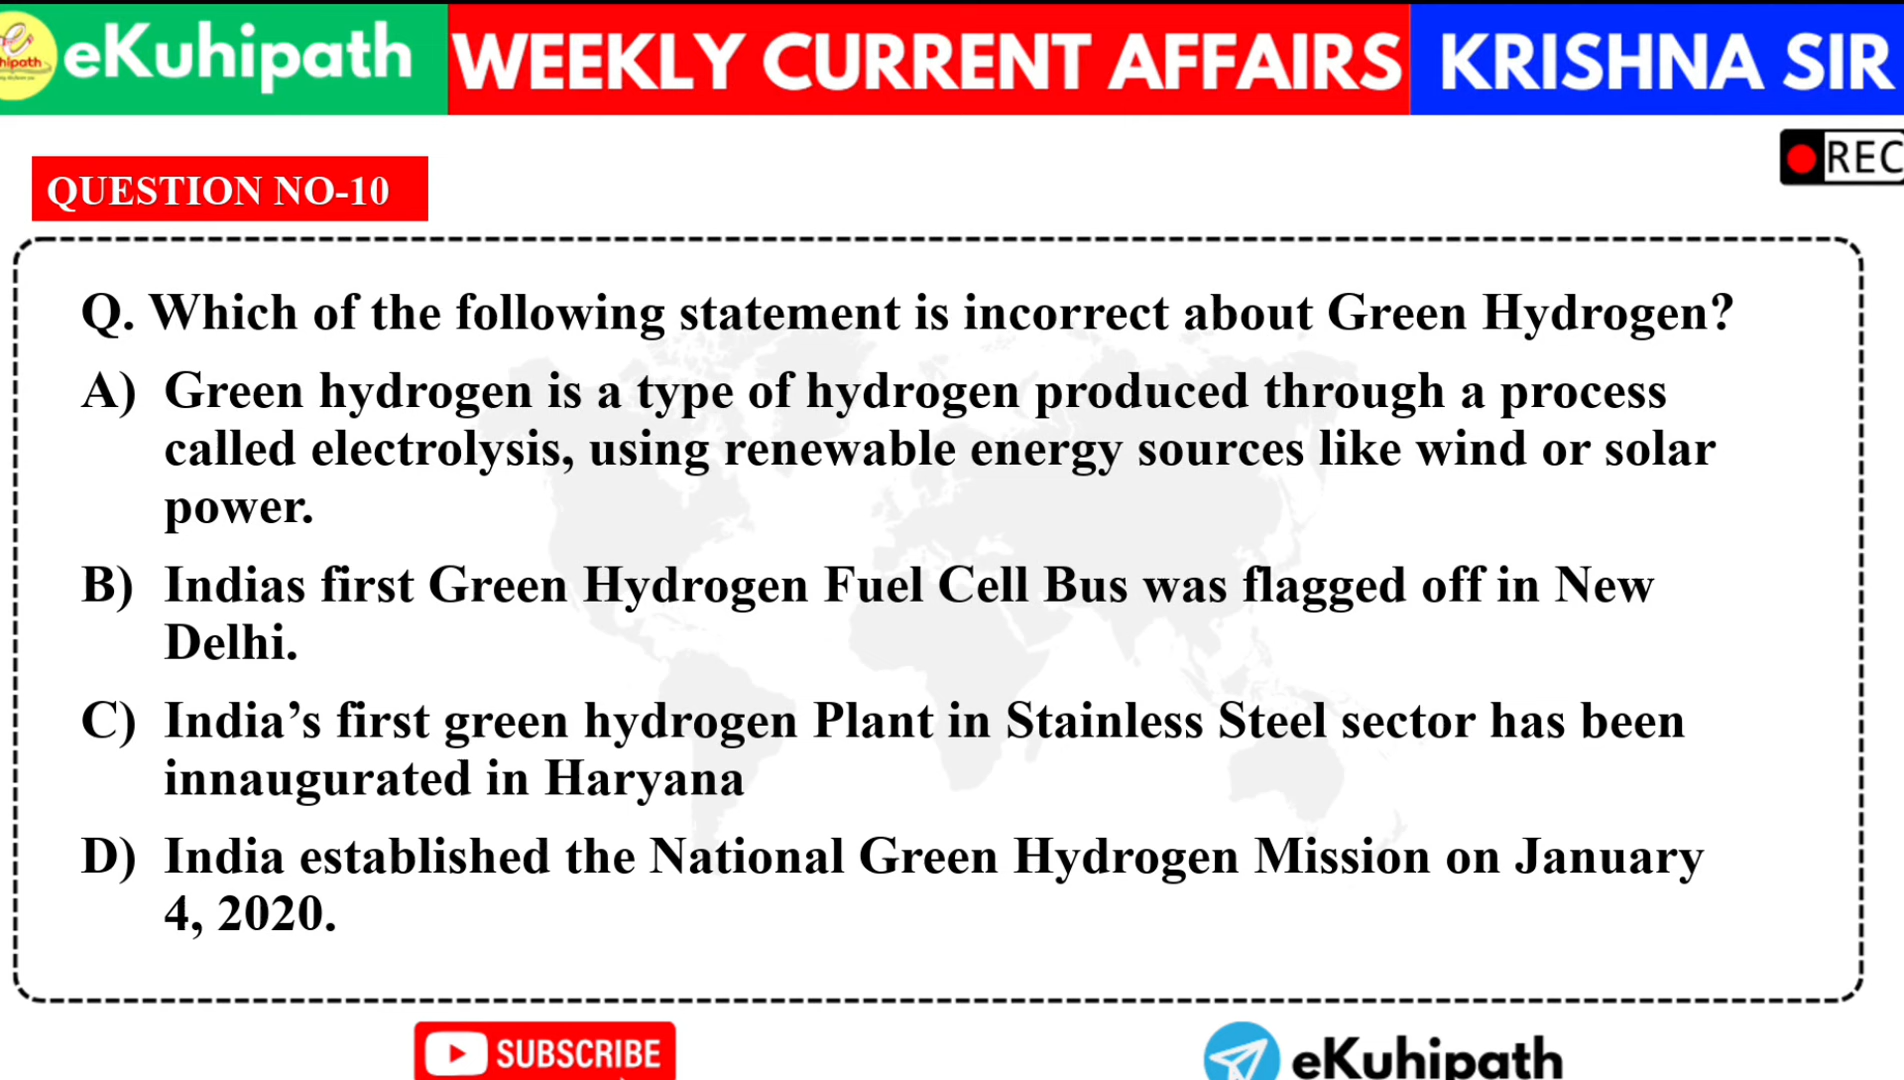 eKuhipath WEEKLY CURRENT AFFAIRS KRISHNA SIR
hipath
REC
QUESTION NO-10
Q. Which of the following statement is incorrect about Green Hydrogen?
A) Green hydrogen is a type of hydrogen produced through a process
called electrolysis, using renewable energy sources like wind or solar
power.
B) Indias first Green Hydrogen Fuel Cell Bus was flagged off in New
Delhi.
C) India’s first green hydrogen Plant in Stainless Steel sector has been
innaugurated in Haryana
D) India established the National Green Hydrogen Mission on January
4, 2020.
SUBSCRIBE
eKuhipath